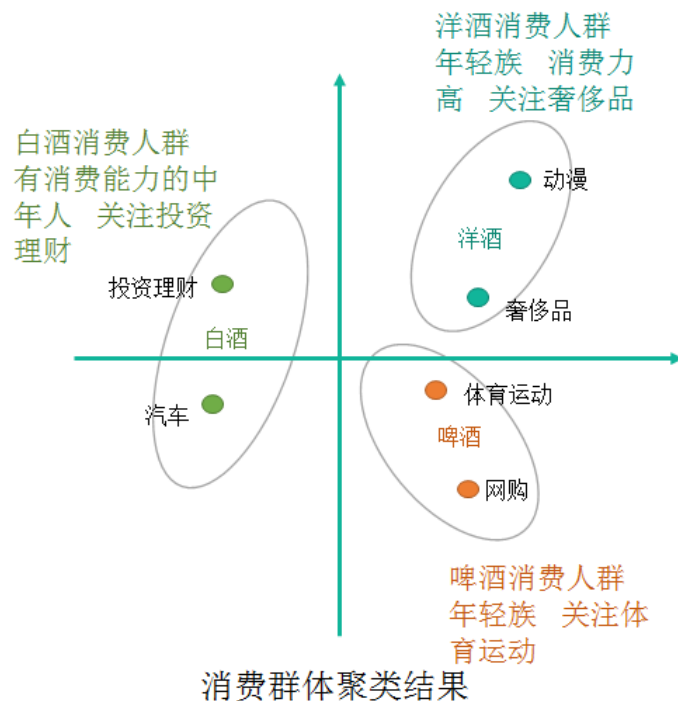 洋酒消费人群
年轻族 消费力
高 关注奢侈品
白酒消费人群
有消费能力的中
年人 关注投资
理财
动漫
洋酒
奢侈品
投资理财
白酒
汽车
体育运动
啤酒
网购
啤酒消费人群
年轻族 关注体
育运动
消费群体聚类结果